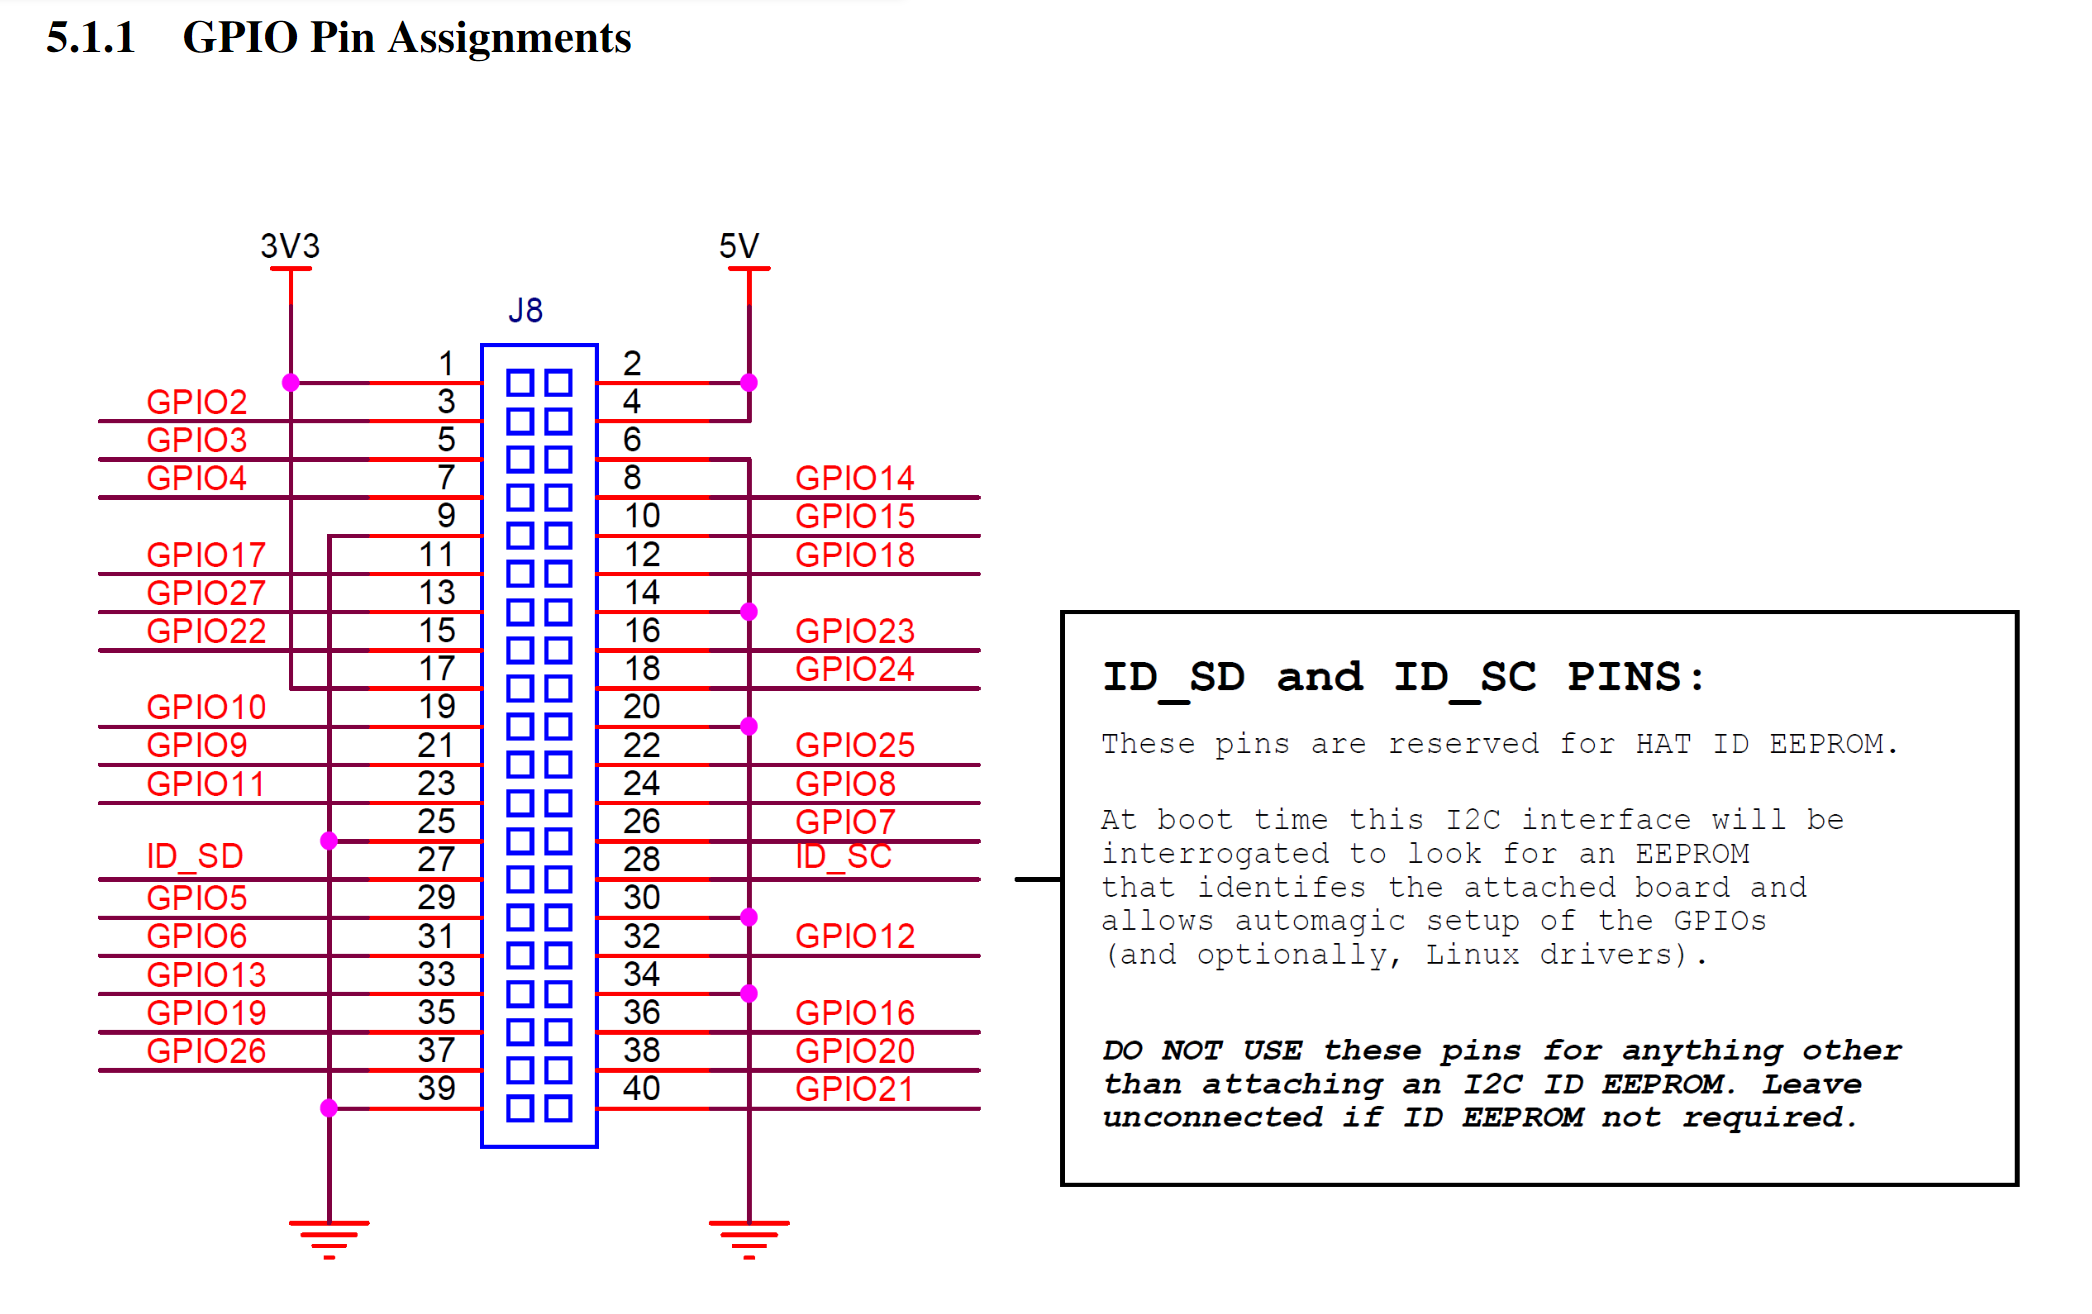 5.1.1 GPIO Pin Assignments
3V3 5V
J8
1 2
GPIO2 3 4
GPIO3 5 6
GPIO4 7 8 GPIO14
9 10 GPIO15
GPIO17 11 12 GPIO18
GPIO27 13 14
GPIO22 15 16 GPIO23
17 18 GPIO24
GPIO10 19 20
GPIO9 21 22 GPIO25
GPIO11 23 24 GPIO8
25 26 GPIO7
ID_SD 27 28 ID_SC
GPIO5 29 30
GPIO6 31 32 GPIO12
GPIO13 33 34
GPIO19 35 36 GPIO16
GPIO26 37 38 GPIO20
39 40 GPIO21
ID_SD and ID_SC PINS:
These pins are reserved for HAT ID EEPROM.
At boot time this I2C interface will be
interrogated to look for an EEPROM
that identifes the attached board and
allows automagic setup of the GPIOs
(and optionally, Linux drivers).
DO NOT USE these pins for anything other
than attaching an I2C ID EEPROM. Leave
unconnected if ID EEPROM not required.